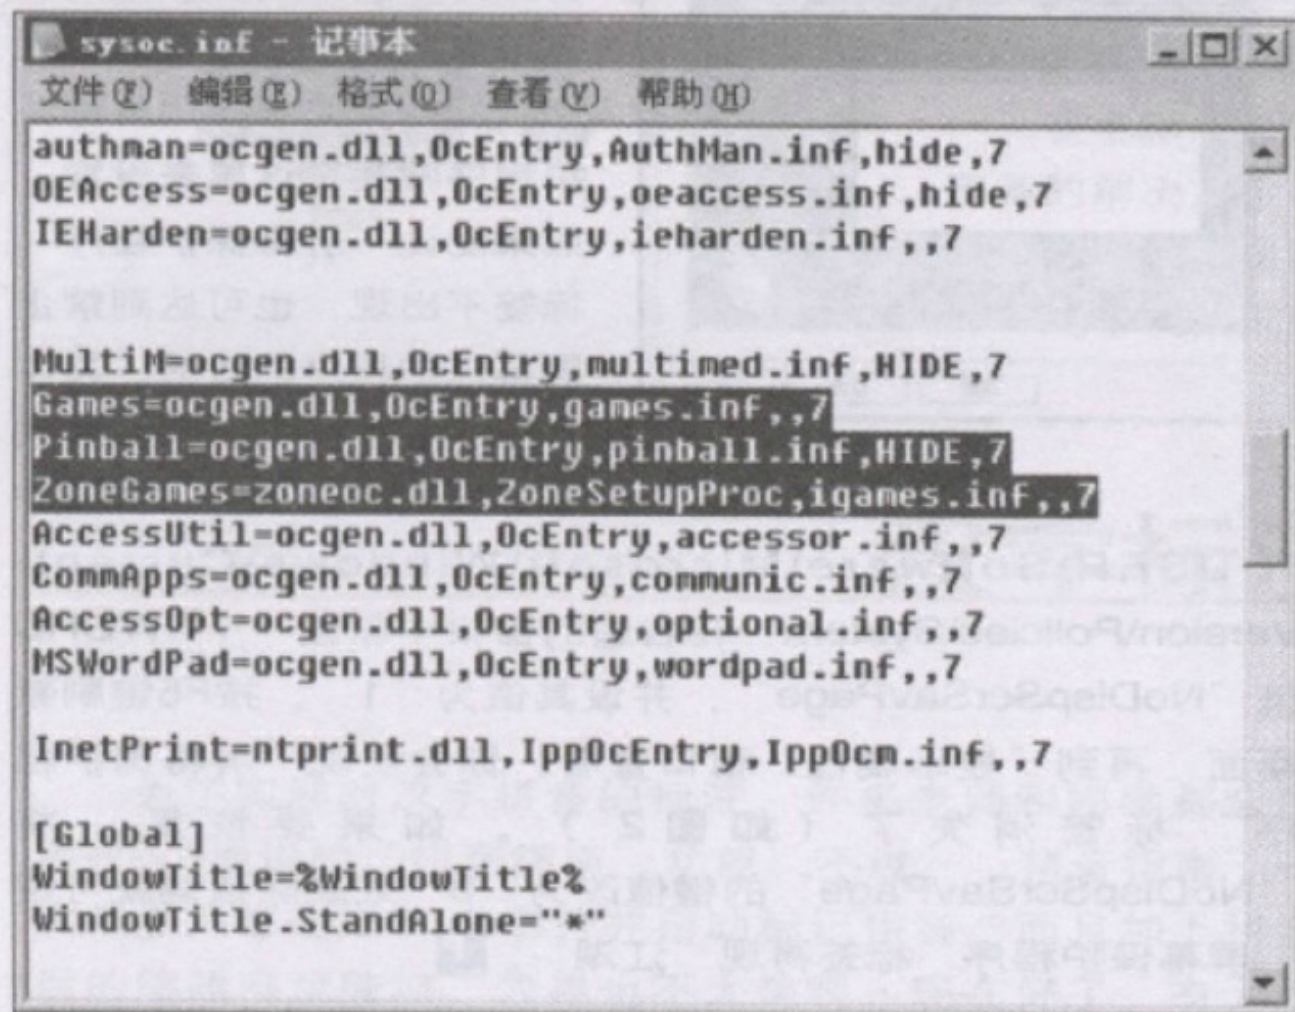 sysoc.inf - 记事本
文件(F) 编辑(E) 格式(O) 查看(V) 帮助(H)
authman=ocgen.dll,OcEntry,AuthMan.inf,hide,7
OEAccess=ocgen.dll,OcEntry,oeaccess.inf,hide,7
IEHarden=ocgen.dll,OcEntry,ieharden.inf,,7
MultiM=ocgen.dll,OcEntry,multimed.inf,HIDE,7
Games=ocgen.dll,OcEntry,games.inf,,7
Pinball=ocgen.dll,OcEntry,pinball.inf,HIDE,7
ZoneGames=zoneoc.dll,ZoneSetupProc,igames.inf,,7
AccessUtil=ocgen.dll,OcEntry,accessor.inf,,7
CommApps=ocgen.dll,OcEntry,communic.inf,,7
AccessOpt=ocgen.dll,OcEntry,optional.inf,,7
MSWordPad=ocgen.dll,OcEntry,wordpad.inf,,7
InetPrint=ntprint.dll,IppOcEntry,IppOcm.inf,,7
[Global]
WindowTitle=%WindowTitle%
WindowTitle.StandAlone="*"